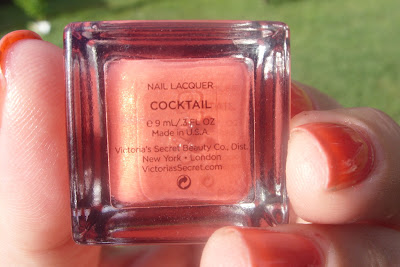 NAIL LACQUER
COCKTAIL
e 9 mL/.3 FL OZ
Made in U.S.A
Victoria's Secret Beauty Co., Dist.
New York • London
VictoriasSecret.com